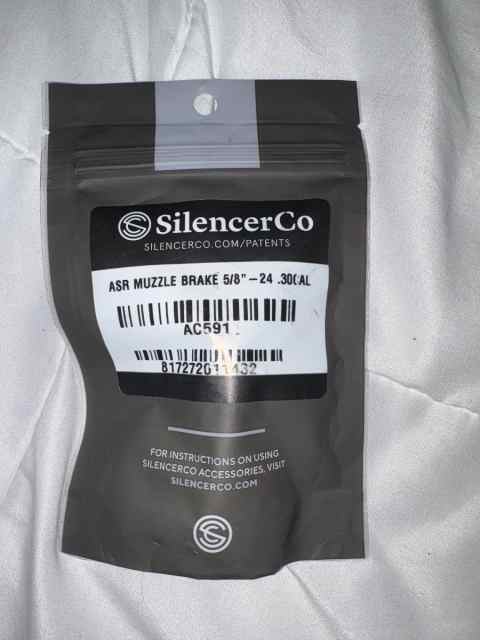 SilencerCo
SILENCERCO.COM/PATENTS
ASR MUZZLE BRAKE 5/8" - 24 .30CAL
AC591
FOR INSTRUCTIONS ON USING
SILENCERCO ACCESSORIES, VISIT
SILENCERCO.COM